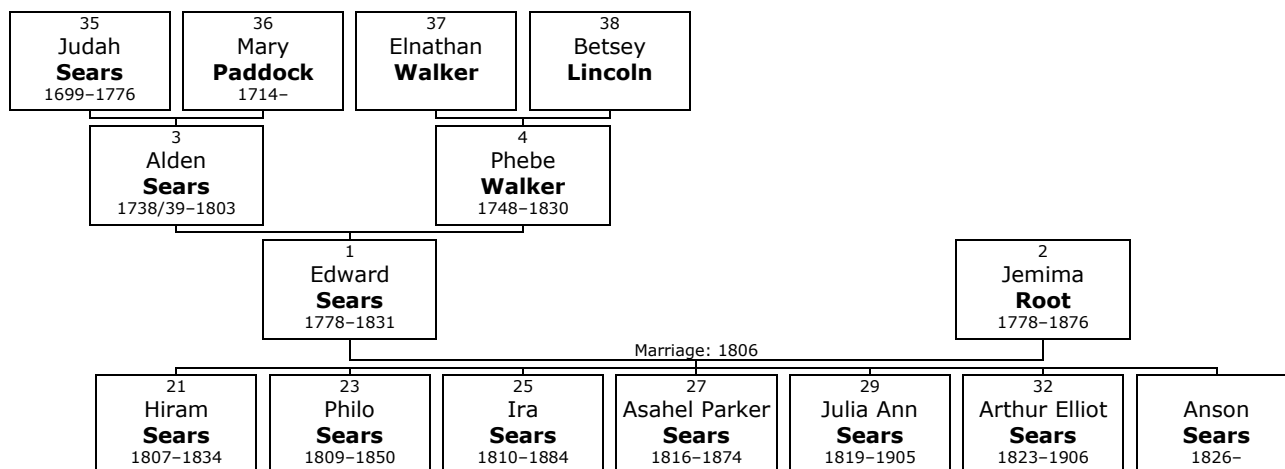 35
Judah
Sears
1699–1776
36
Mary
Paddock
1714–
37
Elnathan
Walker
38
Betsey
Lincoln
3
Alden
Sears
1738/39–1803
4
Phebe
Walker
1748–1830
1
Edward
Sears
1778–1831
2
Jemima
Root
1778–1876
Marriage: 1806
21
Hiram
Sears
1807–1834
23
Philo
Sears
1809–1850
25
Ira
Sears
1810–1884
27
Asahel Parker
Sears
1816–1874
29
Julia Ann
Sears
1819–1905
32
Arthur Elliot
Sears
1823–1906
Anson
Sears
1826–